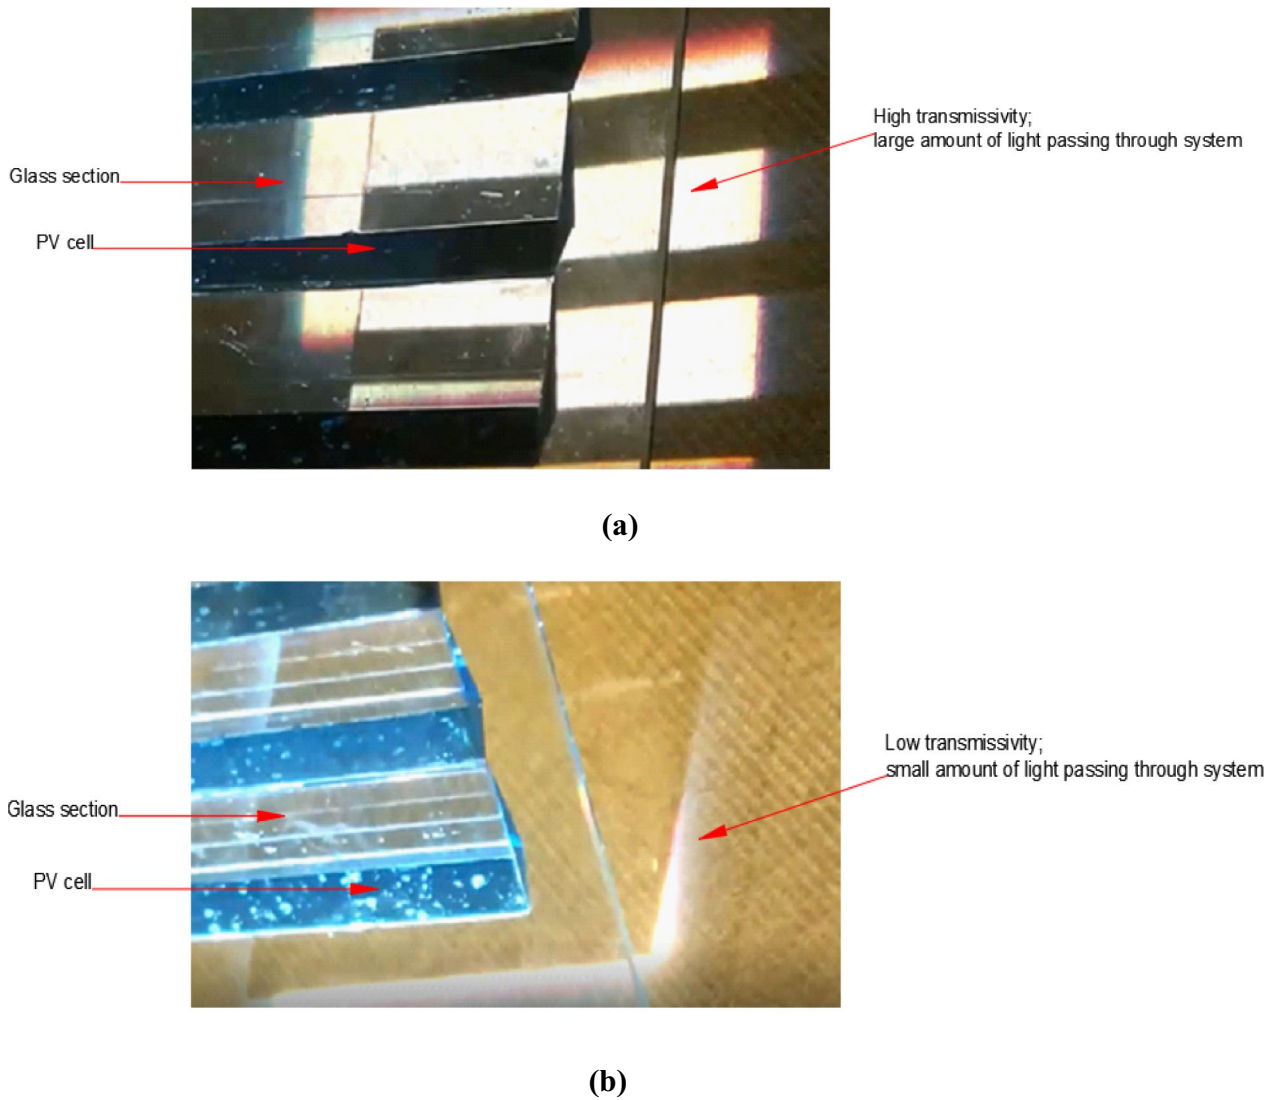 High transmissivity;
large amount of light passing through system
Glass section
PV cell
(a)
Low transmissivity;
small amount of light passing through system
Glass section
PV cell
(b)